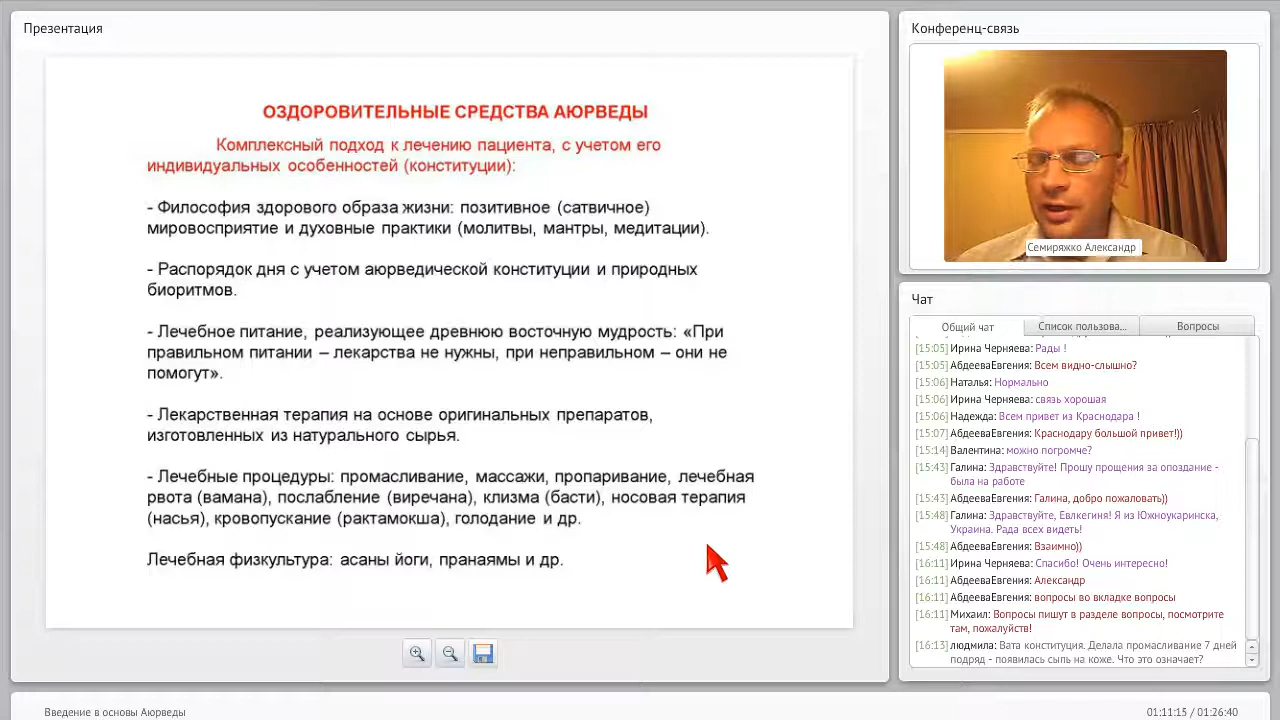 Презентация
ОЗДОРОВИТЕЛЬНЫЕ СРЕДСТВА АЮРВЕДЫ
Комплексный подход к лечению пациента, с учетом его
индивидуальных особенностей (конституции):
- Философия здорового образа жизни: позитивное (сатвичное)
мировосприятие и духовные практики (молитвы, мантры, медитации).
- Распорядок дня с учетом аюрведической конституции и природных
биоритмов.
- Лечебное питание, реализующее древнюю восточную мудрость: «При
правильном питании – лекарства не нужны, при неправильном – они не
помогут».
- Лекарственная терапия на основе оригинальных препаратов,
изготовленных из натурального сырья.
- Лечебные процедуры: промасливание, массажи, пропаривание, лечебная
рвота (вамана), послабление (виречана), клизма (басти), носовая терапия
(насья), кровопускание (рактамокша), голодание и др.
Лечебная физкультура: асаны йоги, пранаямы и др.
Конференц-связь
Семиряжко Александр
Чат
Общий чат
Список пользова...
Вопросы
[15:05] Ирина Черняева: Рады !
[15:05] АбдееваЕвгения: Всем видно-слышно?
[15:06] Наталья: Нормально
[15:06] Ирина Черняева: связь хорошая
[15:06] Надежда: Всем привет из Краснодара !
[15:07] АбдееваЕвгения: Краснодару большой привет!))
[15:14] Валентина: можно погромче?
[15:43] Галина: Здравствуйте! Прошу прощения за опоздание -
была на работе
[15:43] АбдееваЕвгения: Галина, добро пожаловать))
[15:48] Галина: Здравствуйте, Евлкегиня! Я из Южноукаринска,
Украина. Рада всех видеть!
[15:48] АбдееваЕвгения: Взаимно))
[16:11] Ирина Черняева: Спасибо! Очень интересно!
[16:11] АбдееваЕвгения: Александр
[16:11] АбдееваЕвгения: вопросы во вкладке вопросы
[16:11] Михаил: Вопросы пишут в разделе вопросы, посмотрите
там, пожалуйств!
[16:13] людмила: Вата конституция. Делала промасливание 7 дней
подряд - появилась сыпь на коже. Что это означает?
Введение в основы Аюрведы
01:11:15 / 01:26:40